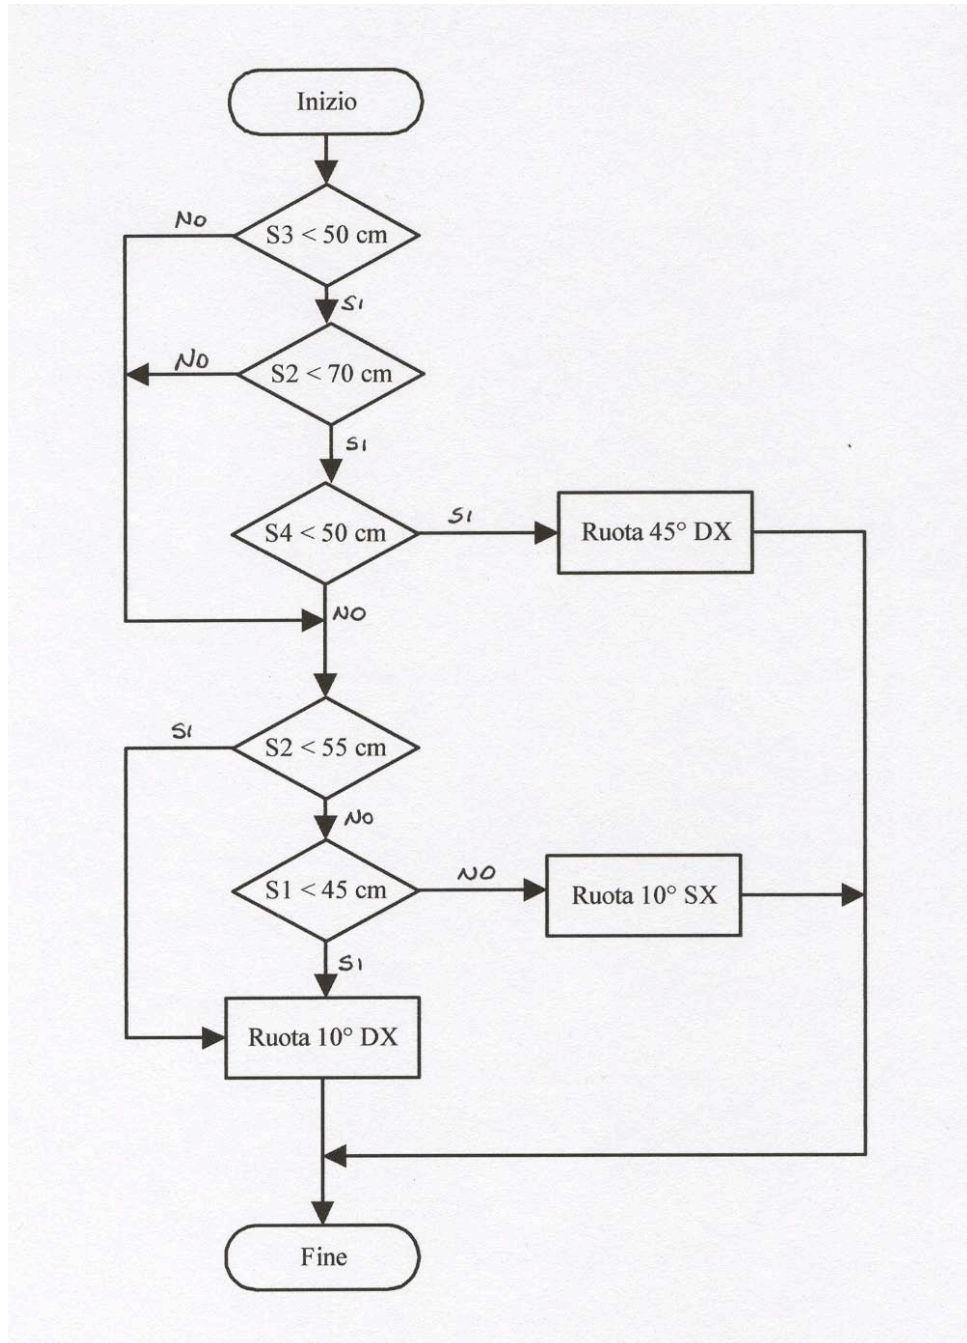 Inizio
NO
S3 < 50 cm
SI
NO
S2 < 70 cm
SI
S4 < 50 cm
SI
Ruota 45° DX
NO
SI
S2 < 55 cm
NO
S1 < 45 cm
NO
Ruota 10° SX
SI
Ruota 10° DX
Fine